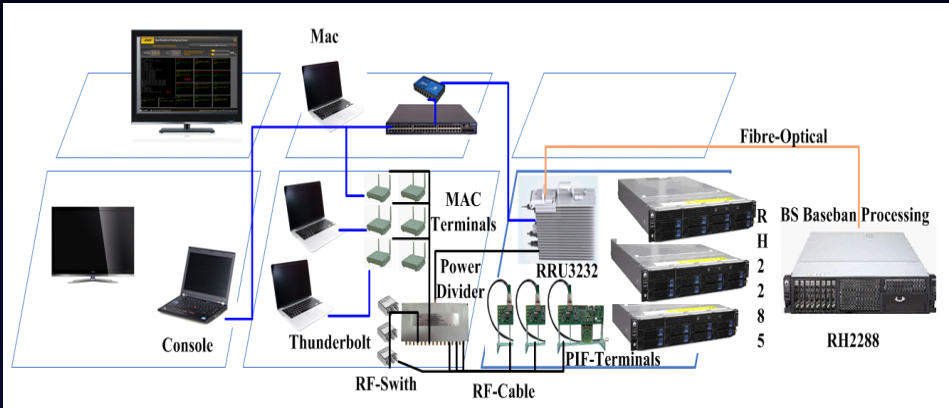 Mac
Fibre-Optical
MAC
Terminals
R
H
2
2
8
5
BS Baseban Processing
RRU3232
Power
Divider
Console
Thunderbolt
RH2288
PIF-Terminals
RF-Swith
RF-Cable